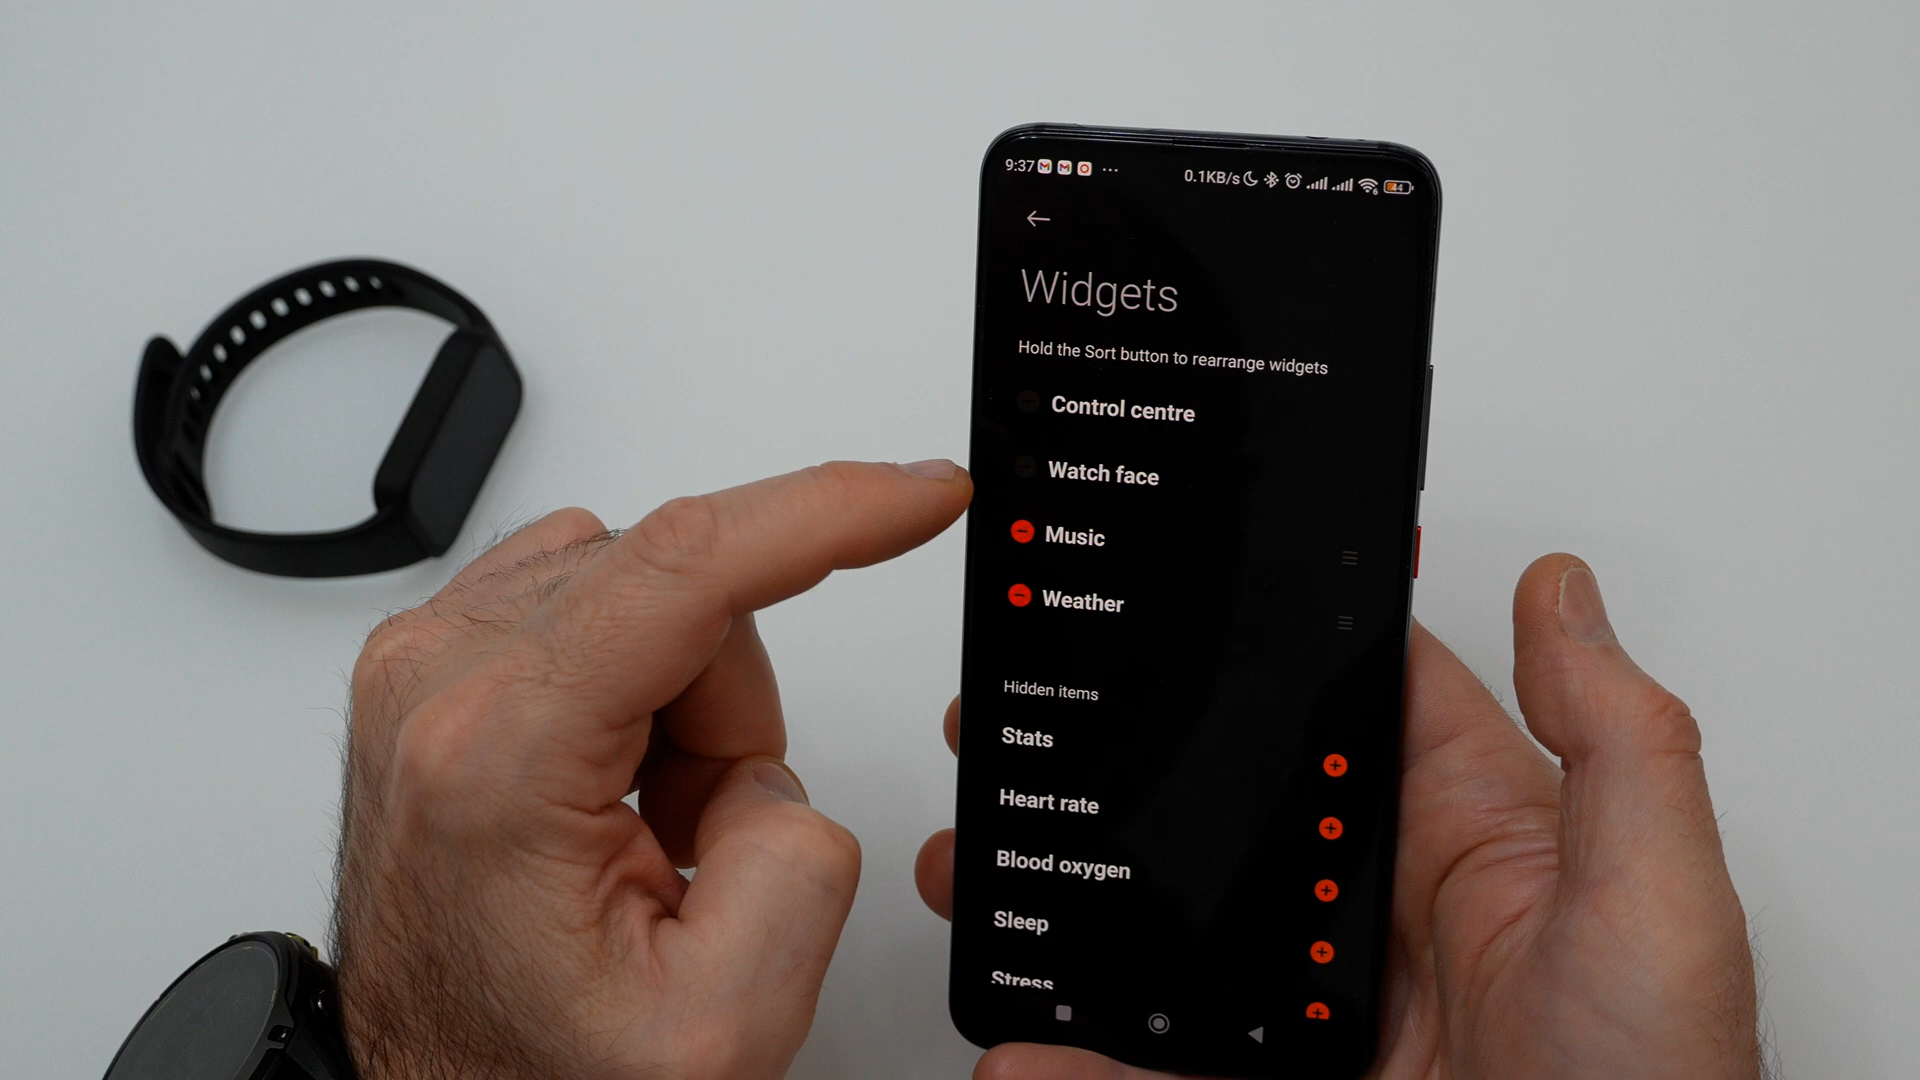 9:37 ... 0.1KB/s 44
Widgets
Hold the Sort button to rearrange widgets
Control centre
Watch face
Music
Weather
Hidden items
Stats
Heart rate
Blood oxygen
Sleep
Stress